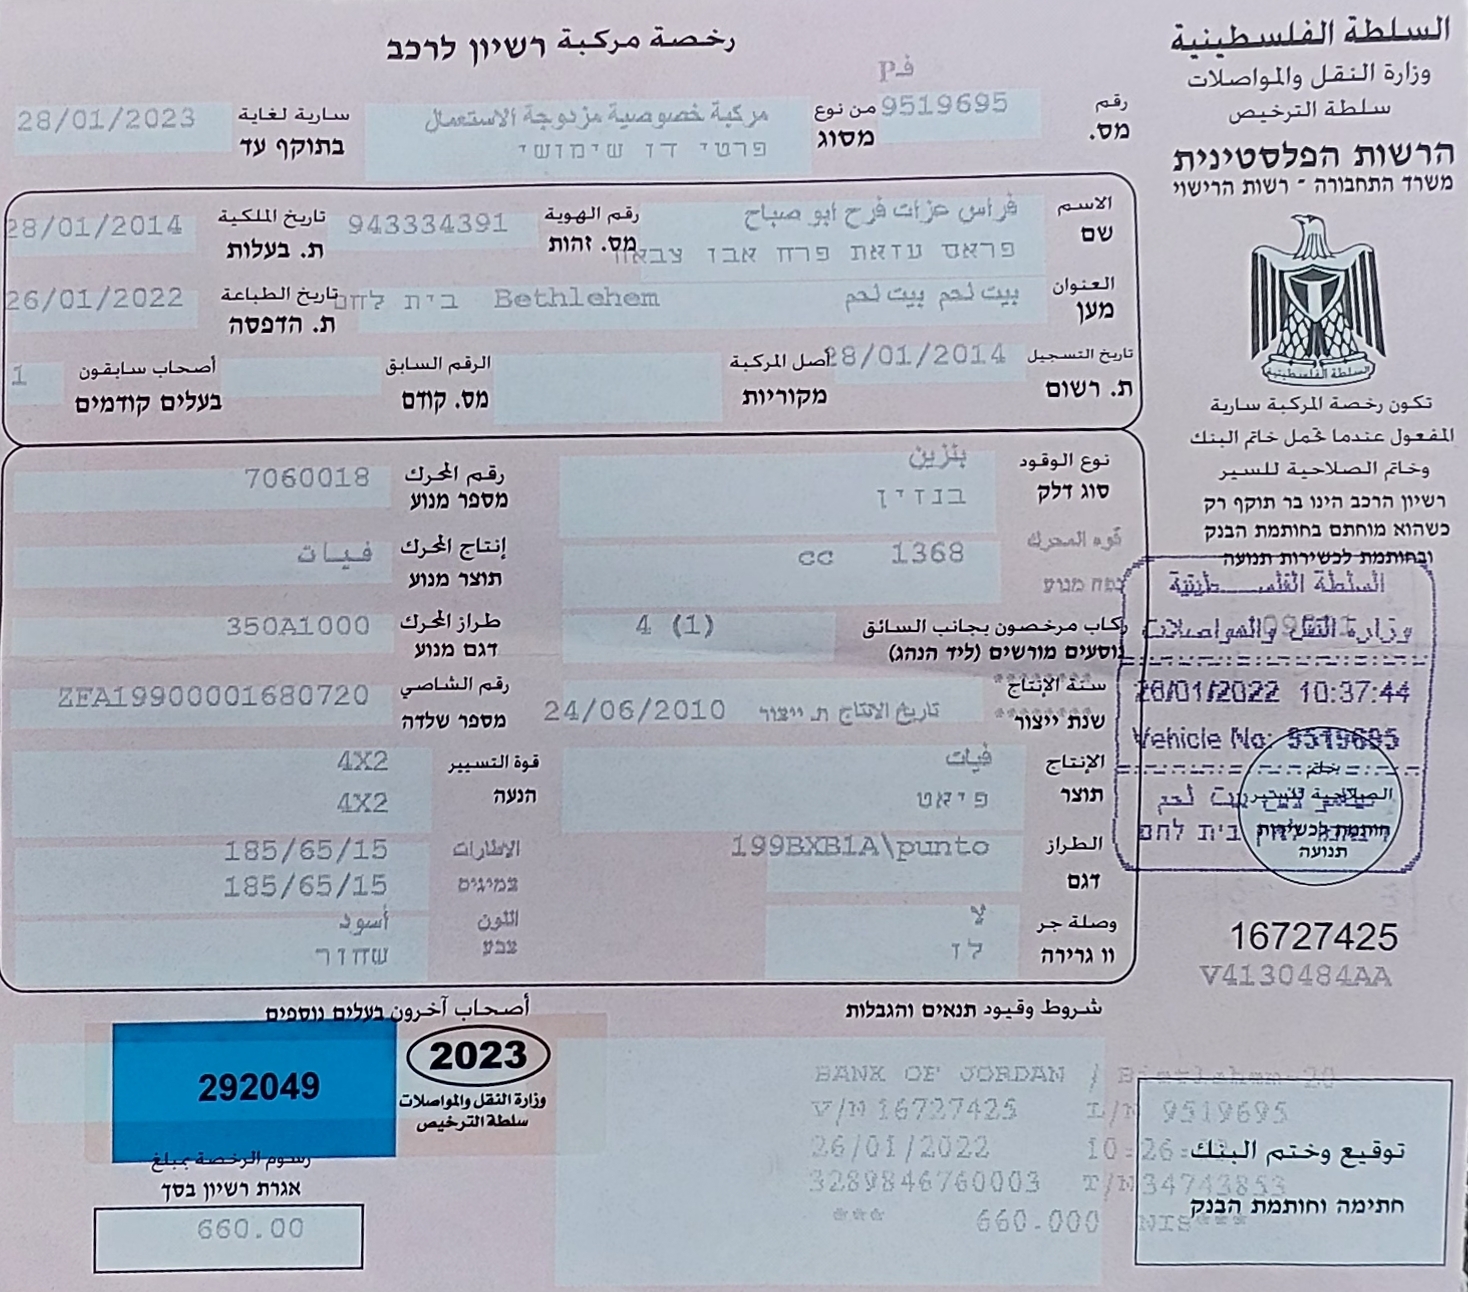 السلطة الفلسطينية
وزارة النقل والمواصلات
سلطة الترخيص
הרשות הפלסטינית
משרד התחבורה - רשות הרישוי
رخصة مركبة רשיון לרכב
فـP
رقم 9519695 من نوع مركبة خصوصية مزدوجة الاستعمال سارية لغاية 28/01/2023
מס. מסוג פרטי דו שימושי בתוקף עד
الاسم فراس عزات فرح ابو صباح رقم الهوية 943334391 تاريخ الملكية 28/01/2014
שם פראס עזאת פרח אבו צבאח מס. זהות ת. בעלות
العنوان بيت لحم بيت لحم Bethlehem בית לחם تاريخ الطباعة 26/01/2022
מען ת. הדפסה
تاريخ التسجيل 28/01/2014 أصل المركبة الرقم السابق أصحاب سابقون 1
ת. רשום מקוריות מס. קודם בעלים קודמים
السلطة الفلسطينية
تكون رخصة المركبة سارية
المفعول عندما تحمل خاتم البنك
وخاتم الصلاحية للسير
רשיון הרכב הינו בר תוקף רק
כשהוא מוחתם בחותמת הבנק
ובחותמת לכשירות תנועה
نوع الوقود بنزين رقم المحرك 7060018
סוג דלק בנזין מספר מנוע
قوة المحرك 1368 cc إنتاج المحرك فيات
נפח מנוע תוצר מנוע
ركاب مرخصون بجانب السائق 4 (1) طراز المحرك 350A1000
נוסעים מורשים (ליד הנהג) דגם מנוע
سنة الإنتاج ******** رقم الشاصي ZFA19900001680720
שנת ייצור ******** تاريخ الانتاج ת. ייצור 24/06/2010 מספר שלדה
الإنتاج فيات قوة التسيير 4X2
תוצר פיאט הנעה 4X2
الطراز 199BXB1A\punto الاطارات 185/65/15
דגם צמיגים 185/65/15
وصلة جر لا اللون أسود
וו גרירה לו צבע שחור
السلطة الفلسطينية
وزارة النقل والمواصلات
26/01/2022 10:37:44
Vehicle No: 9519695
بيت لحم
בית לחם
خاتم
الصلاحية للسير
חותמת לכשירות
תנועה
16727425
V4130484AA
شروط وقيود תנאים והגבלות
أصحاب آخرون בעלים נוספים
292049
2023
وزارة النقل والمواصلات
سلطة الترخيص
رسوم الرخصة بمبلغ
אגרת רשיון בסך
660.00
BANK OF JORDAN /
V/N 16727425 L/N 9519695
26/01/2022 10:26:
3289846760003 T/N 34743853
*** 660.000 NIS***
توقيع وختم البنك
חתימה וחותמת הבנק